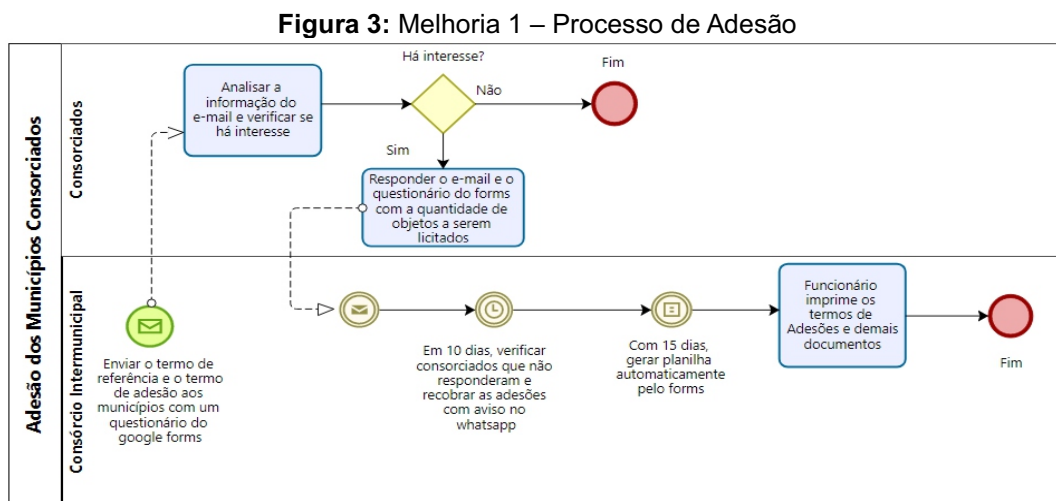 Figura 3: Melhoria 1 – Processo de Adesão
Adesão dos Municípios Consorciados
Consorciados
Analisar a
informação do
e-mail e verificar se
há interesse
Há interesse?
Não
Fim
Sim
Responder o e-mail e o
questionário do forms
com a quantidade de
objetos a serem
licitados
Consórcio Intermunicipal
Enviar o termo de
referência e o termo
de adesão aos
municípios com um
questionário do
google forms
Em 10 dias, verificar
consorciados que não
responderam e
recobrar as adesões
com aviso no
whatsapp
Com 15 dias,
gerar planilha
automaticamente
pelo forms
Funcionário
imprime os
termos de
Adesões e demais
documentos
Fim